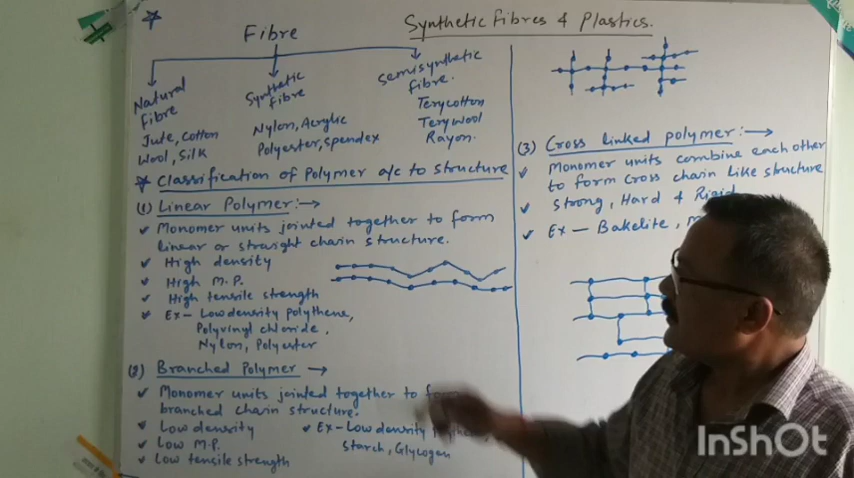 Synthetic Fibres & Plastics.
Fibre
Natural Fibre
Jute, Cotton
Wool, Silk
Synthetic fibre
Nylon, Acrylic
Polyester, Spendex
Semisynthetic fibre.
Terycotton
Terywool
Rayon.
Classification of Polymer a/c to structure
(1) Linear Polymer:→
Monomer units jointed together to form
linear or straight chain structure.
High density
High M.P.
High tensile strength
Ex- Low density polythene,
Polyvinyl chloride,
Nylon, Polyester
(2) Branched Polymer →
Monomer units jointed together to form
branched chain structure.
Low density
Low M.P.
Low tensile strength
Ex- Low density
starch, Glycogen
(3) Cross linked polymer:→
Monomer units combine each other
to form cross chain like structure
Strong, Hard & Rigid
Ex- Bakelite,
InShOt